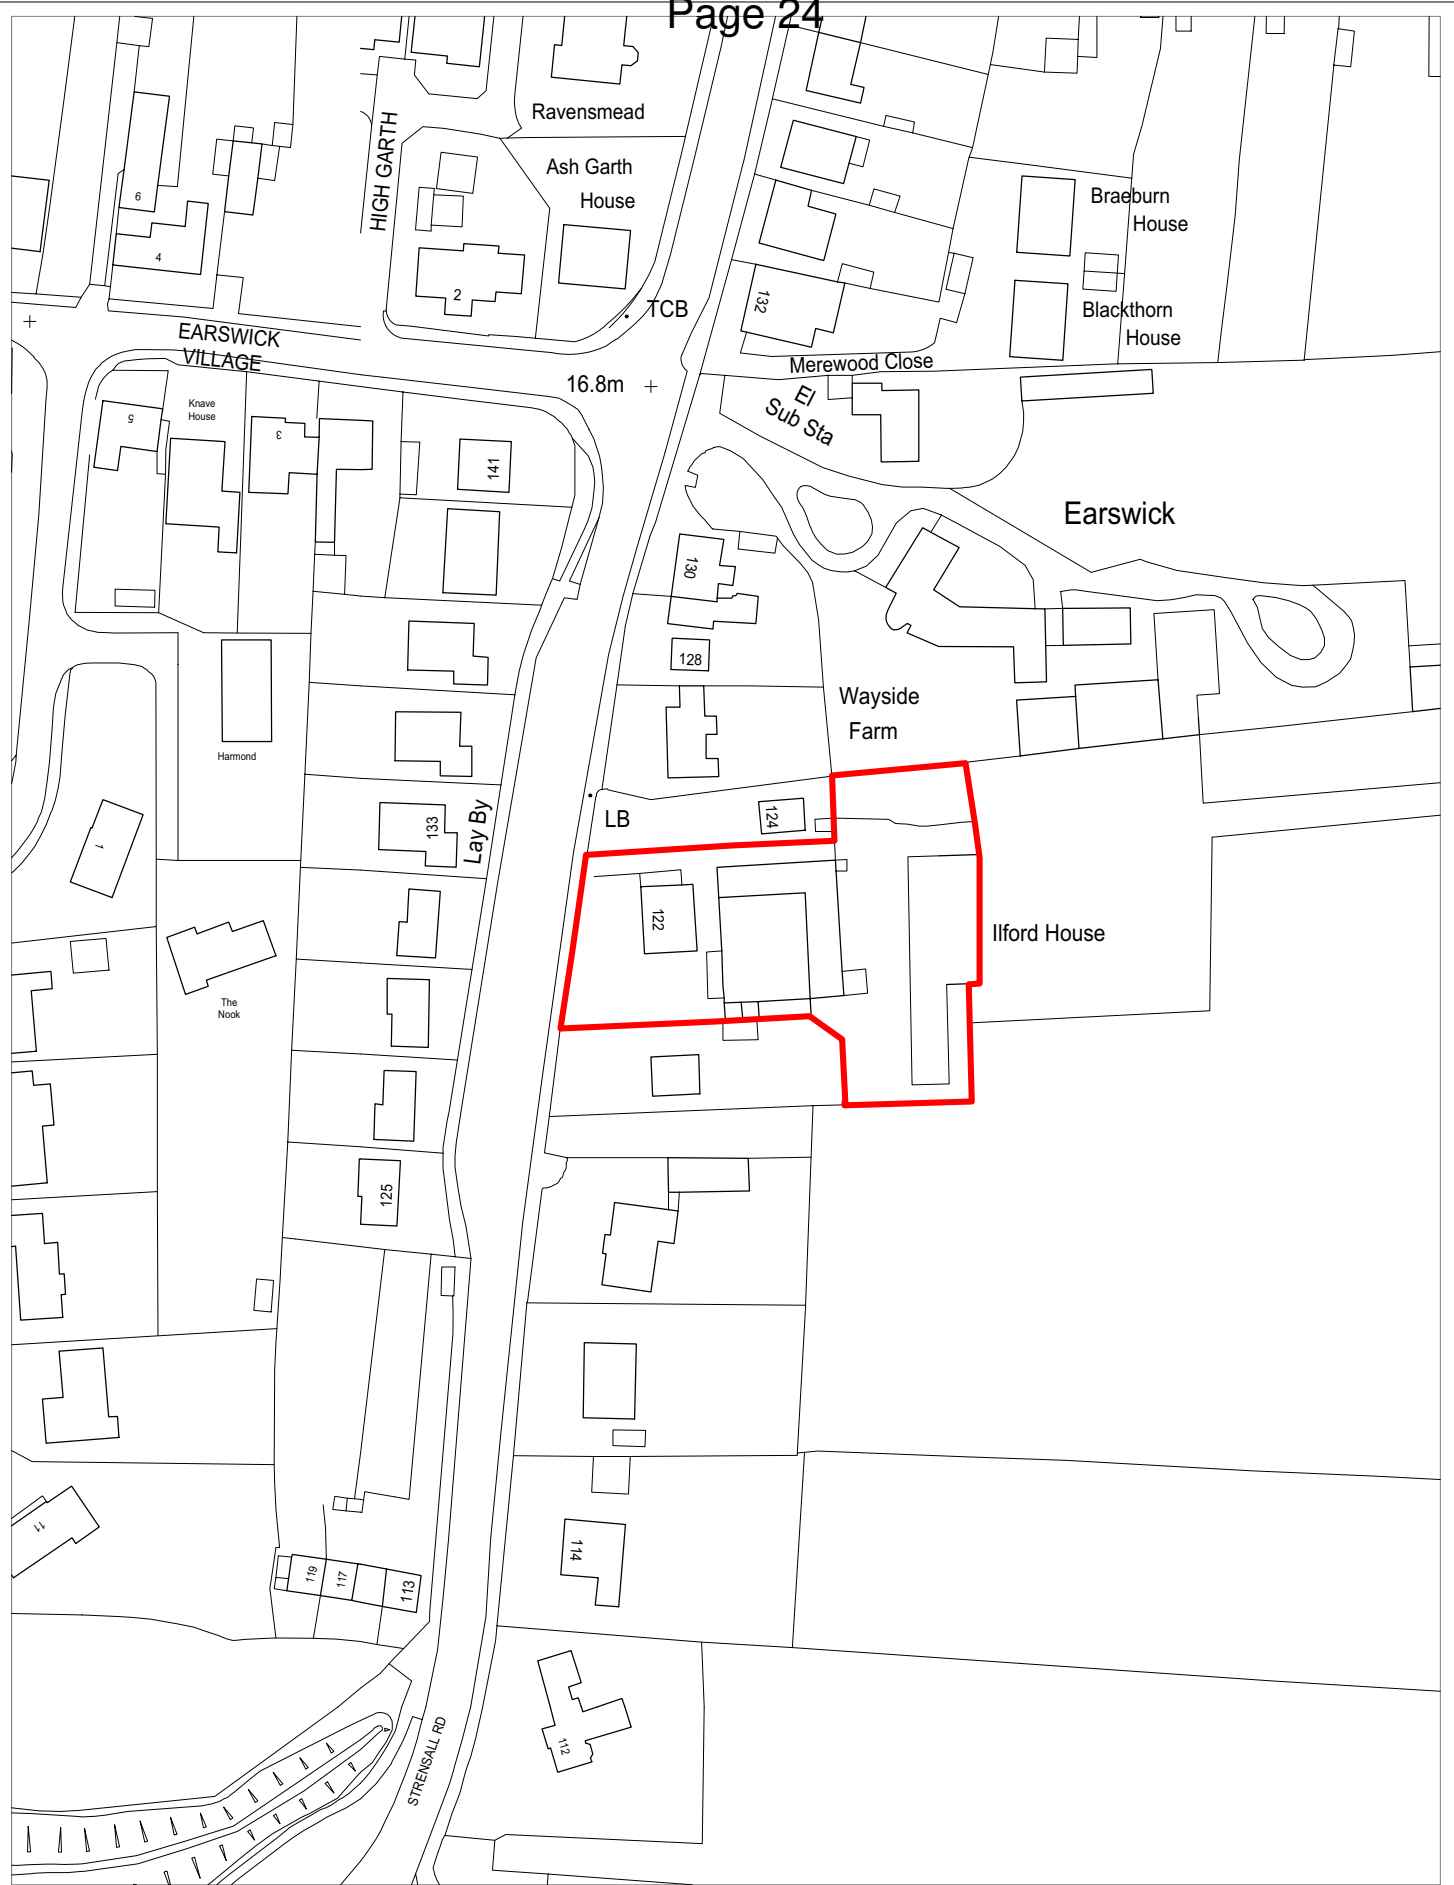 Page 24
Ravensmead
HIGH GARTH
Ash Garth
House
Braeburn
House
6
4
2
TCB
132
Blackthorn
House
EARSWICK
VILLAGE
Merewood Close
16.8m
El
Sub Sta
Knave
House
5
3
141
Earswick
130
128
Wayside
Farm
Harmond
LB
124
133
Lay By
1
122
Ilford House
The
Nook
125
114
11
119
117
113
112
STRENSALL RD